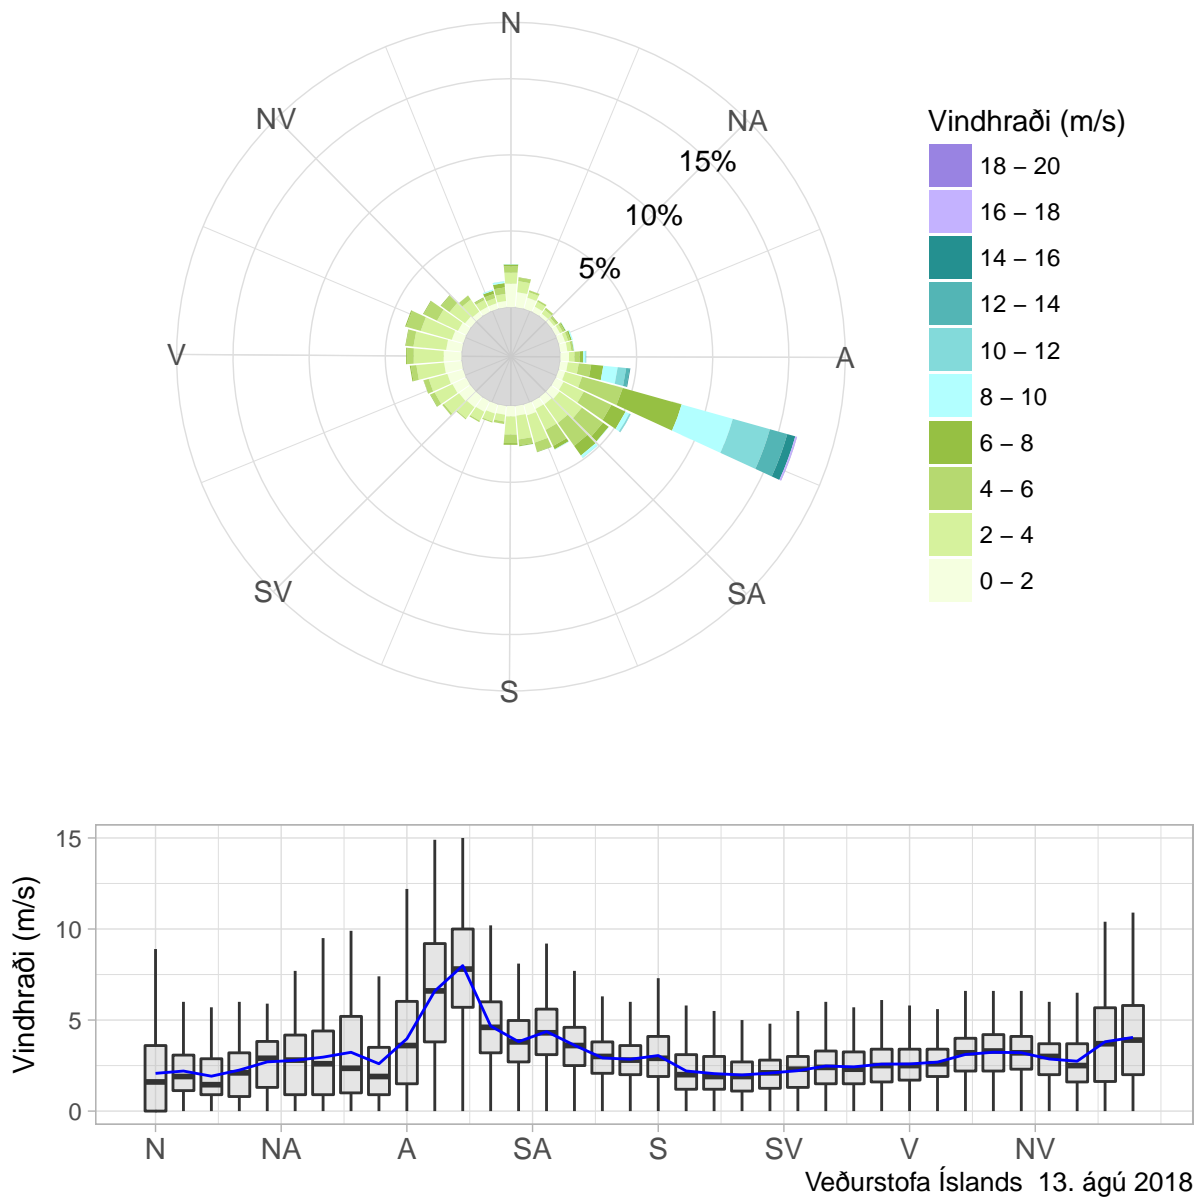 N
NV
NA
15%
10%
5%
V
A
SV
SA
S
Vindhraði (m/s)
18 – 20
16 – 18
14 – 16
12 – 14
10 – 12
8 – 10
6 – 8
4 – 6
2 – 4
0 – 2
Vindhraði (m/s)
15
10
5
0
N NA A SA S SV V NV
Veðurstofa Íslands 13. ágú 2018